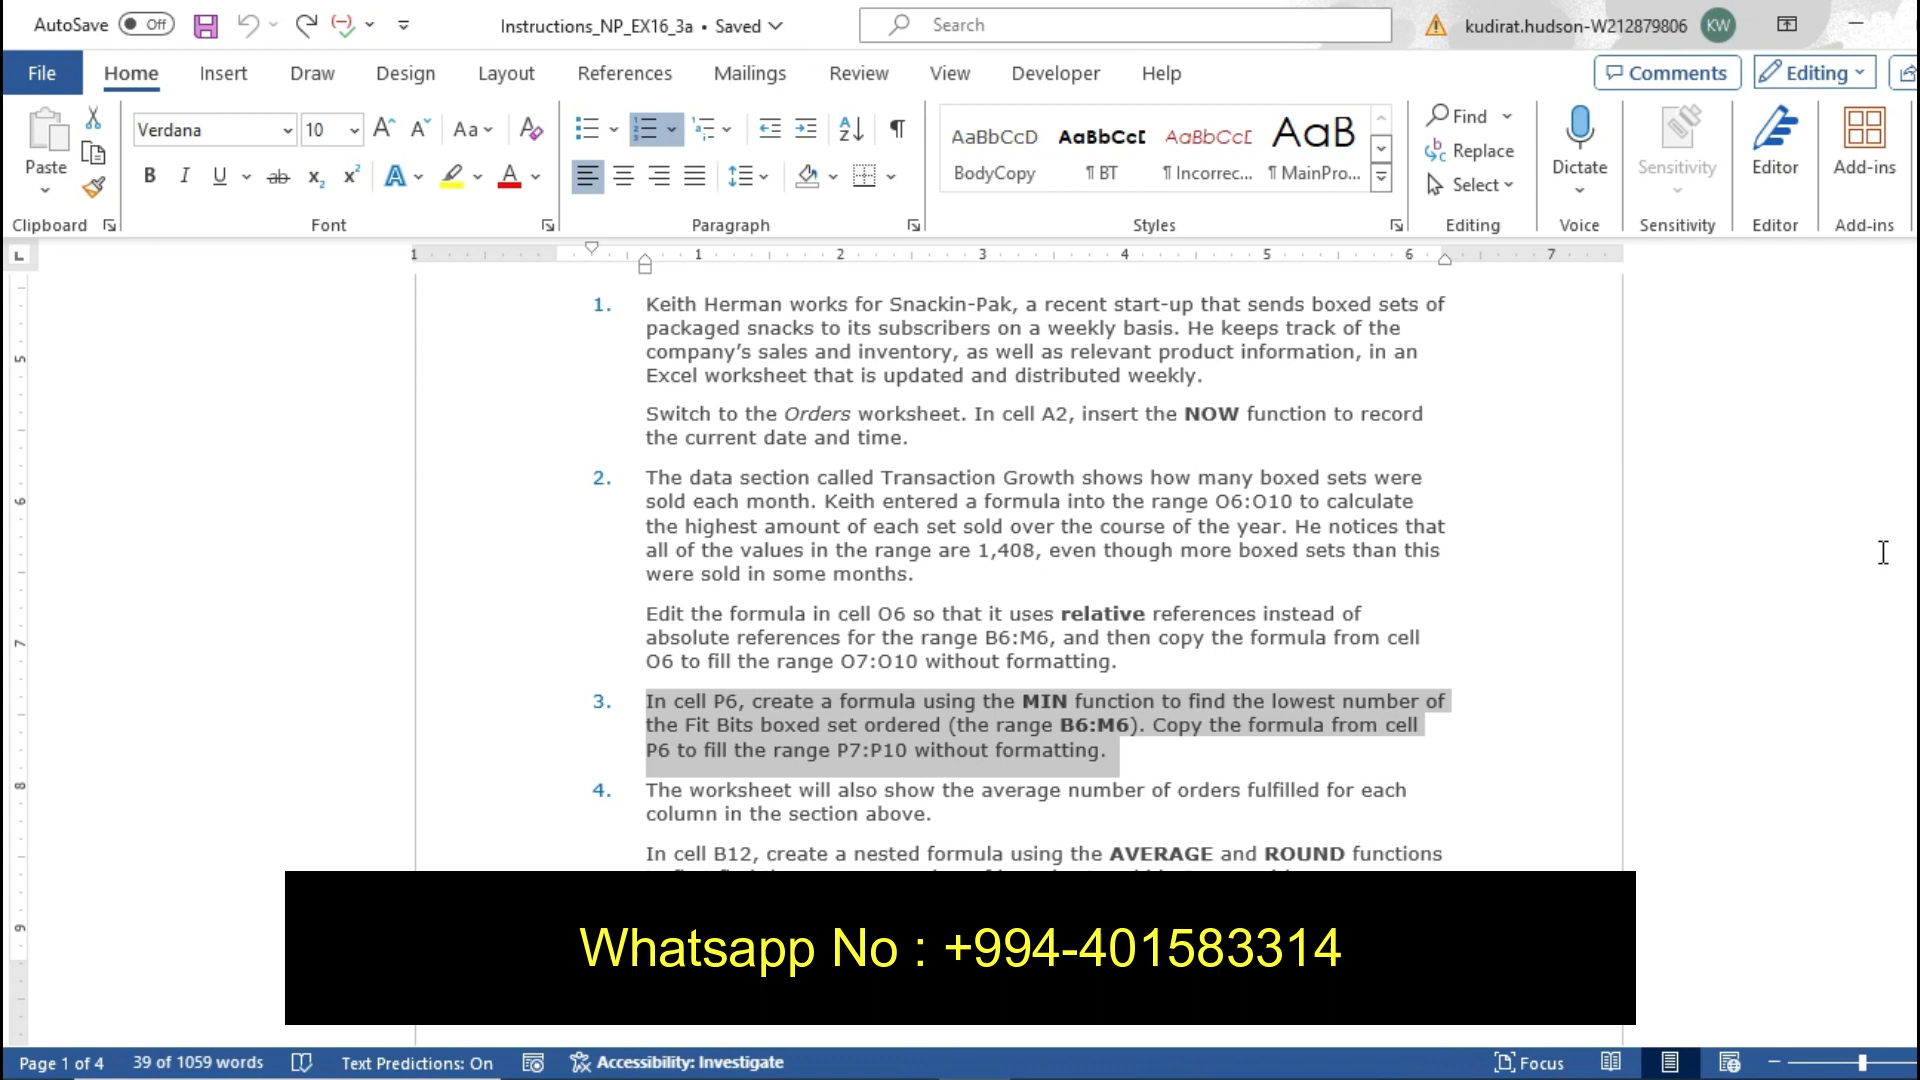 AutoSave Off Instructions_NP_EX16_3a • Saved Search kudirat.hudson-W212879806 KW
File Home Insert Draw Design Layout References Mailings Review View Developer Help Comments Editing
Verdana 10 Aa AaBbCcD AaBbCcI AaBbCcI AaB Find
Paste BodyCopy ¶ BT ¶ Incorrec... ¶ MainPro... Replace Dictate Sensitivity Editor Add-ins
Select
Clipboard Font Paragraph Styles Editing Voice Sensitivity Editor Add-ins
1 1 2 3 4 5 6 7
1. Keith Herman works for Snackin-Pak, a recent start-up that sends boxed sets of
packaged snacks to its subscribers on a weekly basis. He keeps track of the
company’s sales and inventory, as well as relevant product information, in an
Excel worksheet that is updated and distributed weekly.
Switch to the Orders worksheet. In cell A2, insert the NOW function to record
the current date and time.
2. The data section called Transaction Growth shows how many boxed sets were
sold each month. Keith entered a formula into the range O6:O10 to calculate
the highest amount of each set sold over the course of the year. He notices that
all of the values in the range are 1,408, even though more boxed sets than this
were sold in some months.
Edit the formula in cell O6 so that it uses relative references instead of
absolute references for the range B6:M6, and then copy the formula from cell
O6 to fill the range O7:O10 without formatting.
3. In cell P6, create a formula using the MIN function to find the lowest number of
the Fit Bits boxed set ordered (the range B6:M6). Copy the formula from cell
P6 to fill the range P7:P10 without formatting.
4. The worksheet will also show the average number of orders fulfilled for each
column in the section above.
In cell B12, create a nested formula using the AVERAGE and ROUND functions
Whatsapp No : +994-401583314
Page 1 of 4 39 of 1059 words Text Predictions: On Accessibility: Investigate Focus